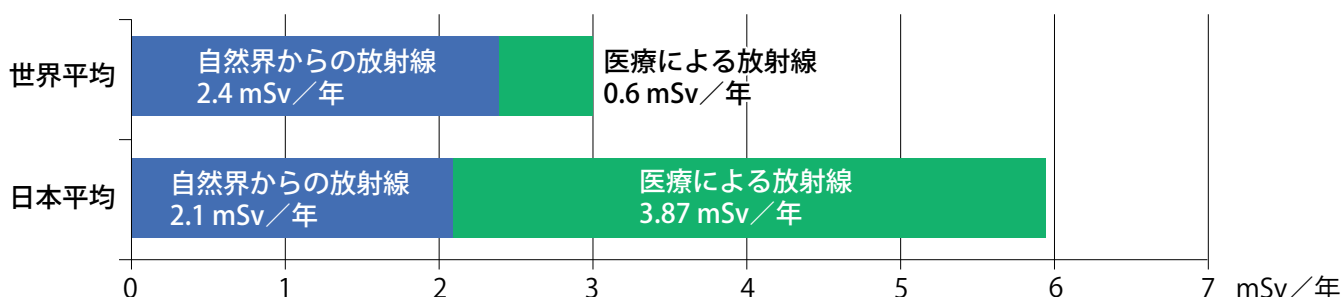 世界平均
自然界からの放射線
2.4 mSv／年
医療による放射線
0.6 mSv／年
日本平均
自然界からの放射線
2.1 mSv／年
医療による放射線
3.87 mSv／年
0 1 2 3 4 5 6 7 mSv／年